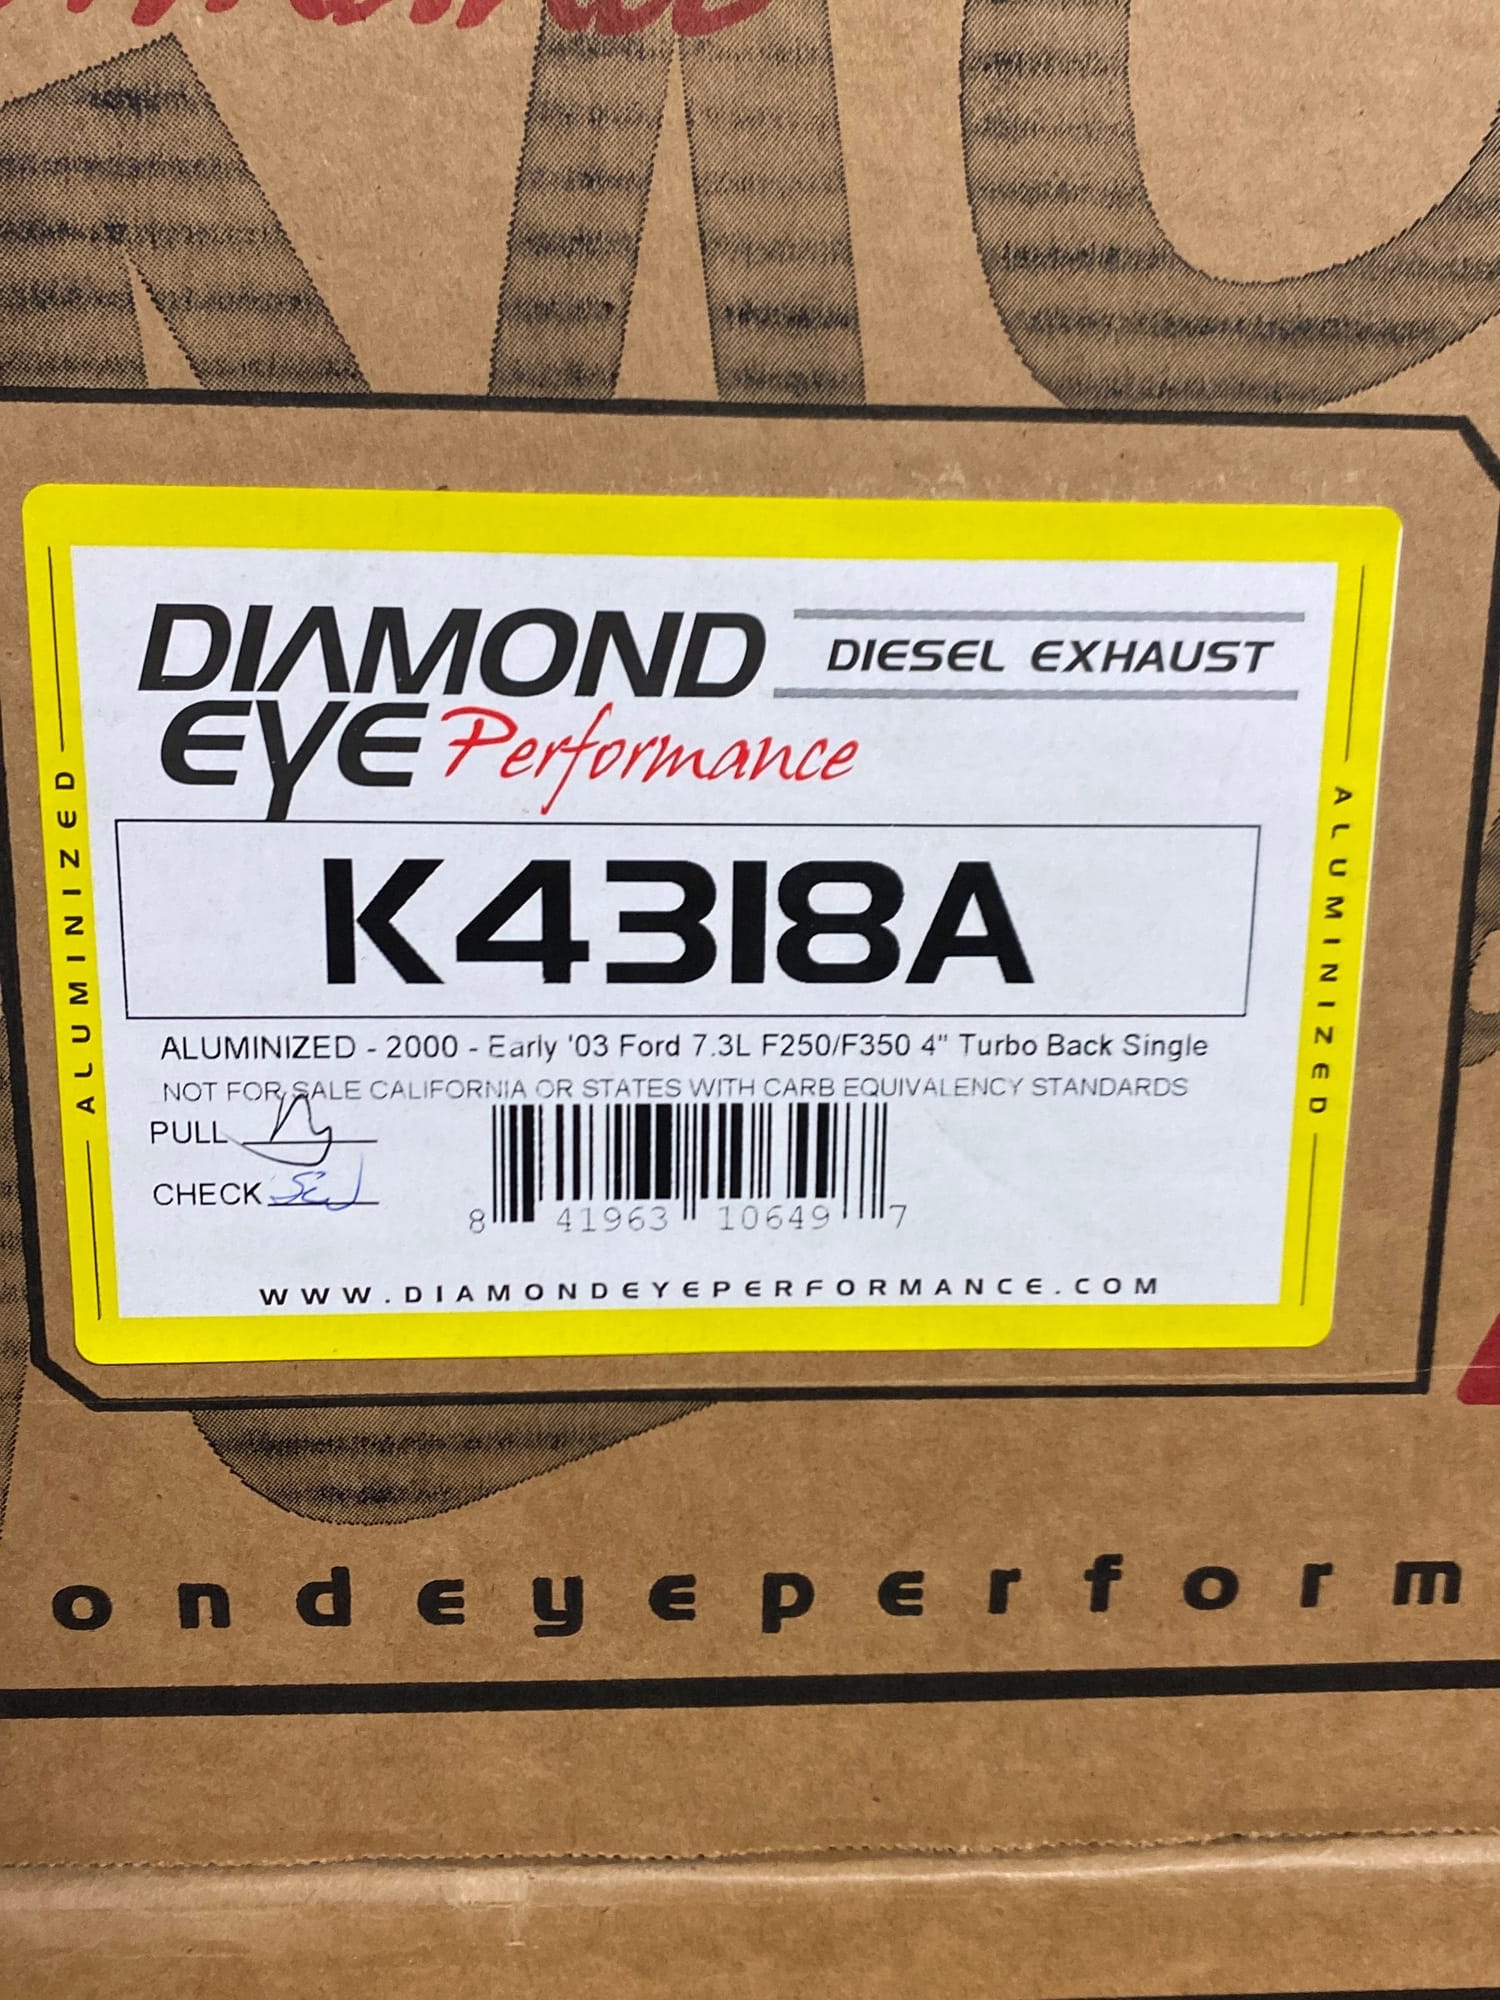 DIAMOND
DIESEL EXHAUST
EYE Performance
K4318A
ALUMINIZED - 2000 - Early '03 Ford 7.3L F250/F350 4" Turbo Back Single
NOT FOR SALE CALIFORNIA OR STATES WITH CARB EQUIVALENCY STANDARDS
PULL
CHECK
8 41963 10649 7
WWW.DIAMONDEYEPERFORMANCE.COM
ALUMINIZED
ALUMINIZED
ondeyeperform